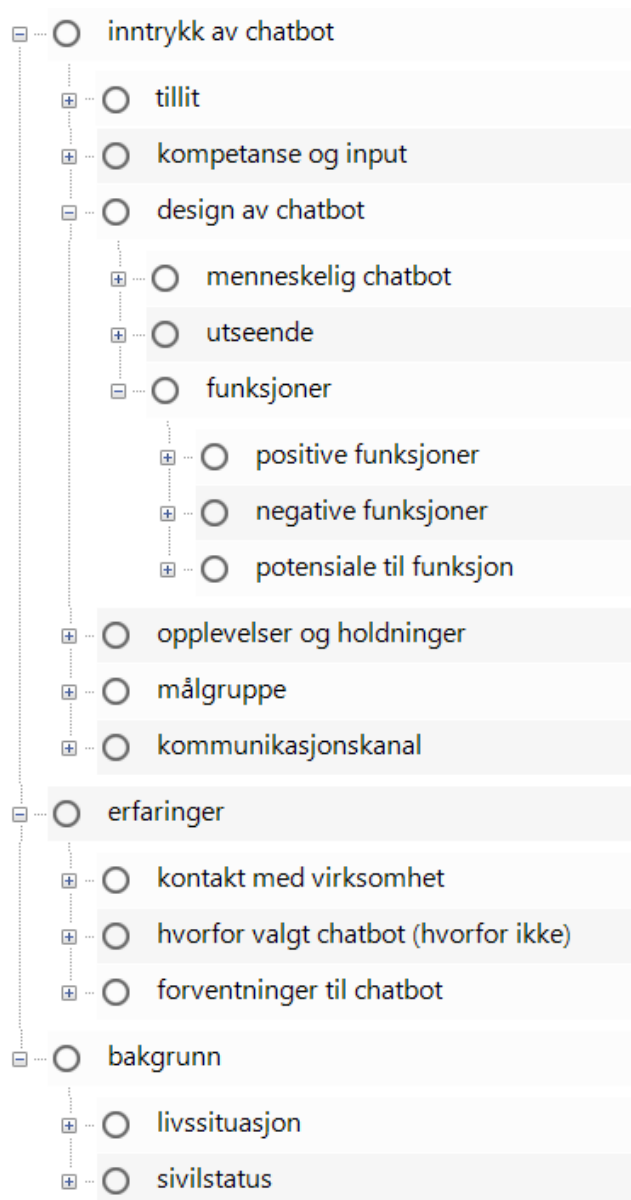 inntrykk av chatbot
tillit
kompetanse og input
design av chatbot
menneskelig chatbot
utseende
funksjoner
positive funksjoner
negative funksjoner
potensiale til funksjon
opplevelser og holdninger
målgruppe
kommunikasjonskanal
erfaringer
kontakt med virksomhet
hvorfor valgt chatbot (hvorfor ikke)
forventninger til chatbot
bakgrunn
livssituasjon
sivilstatus